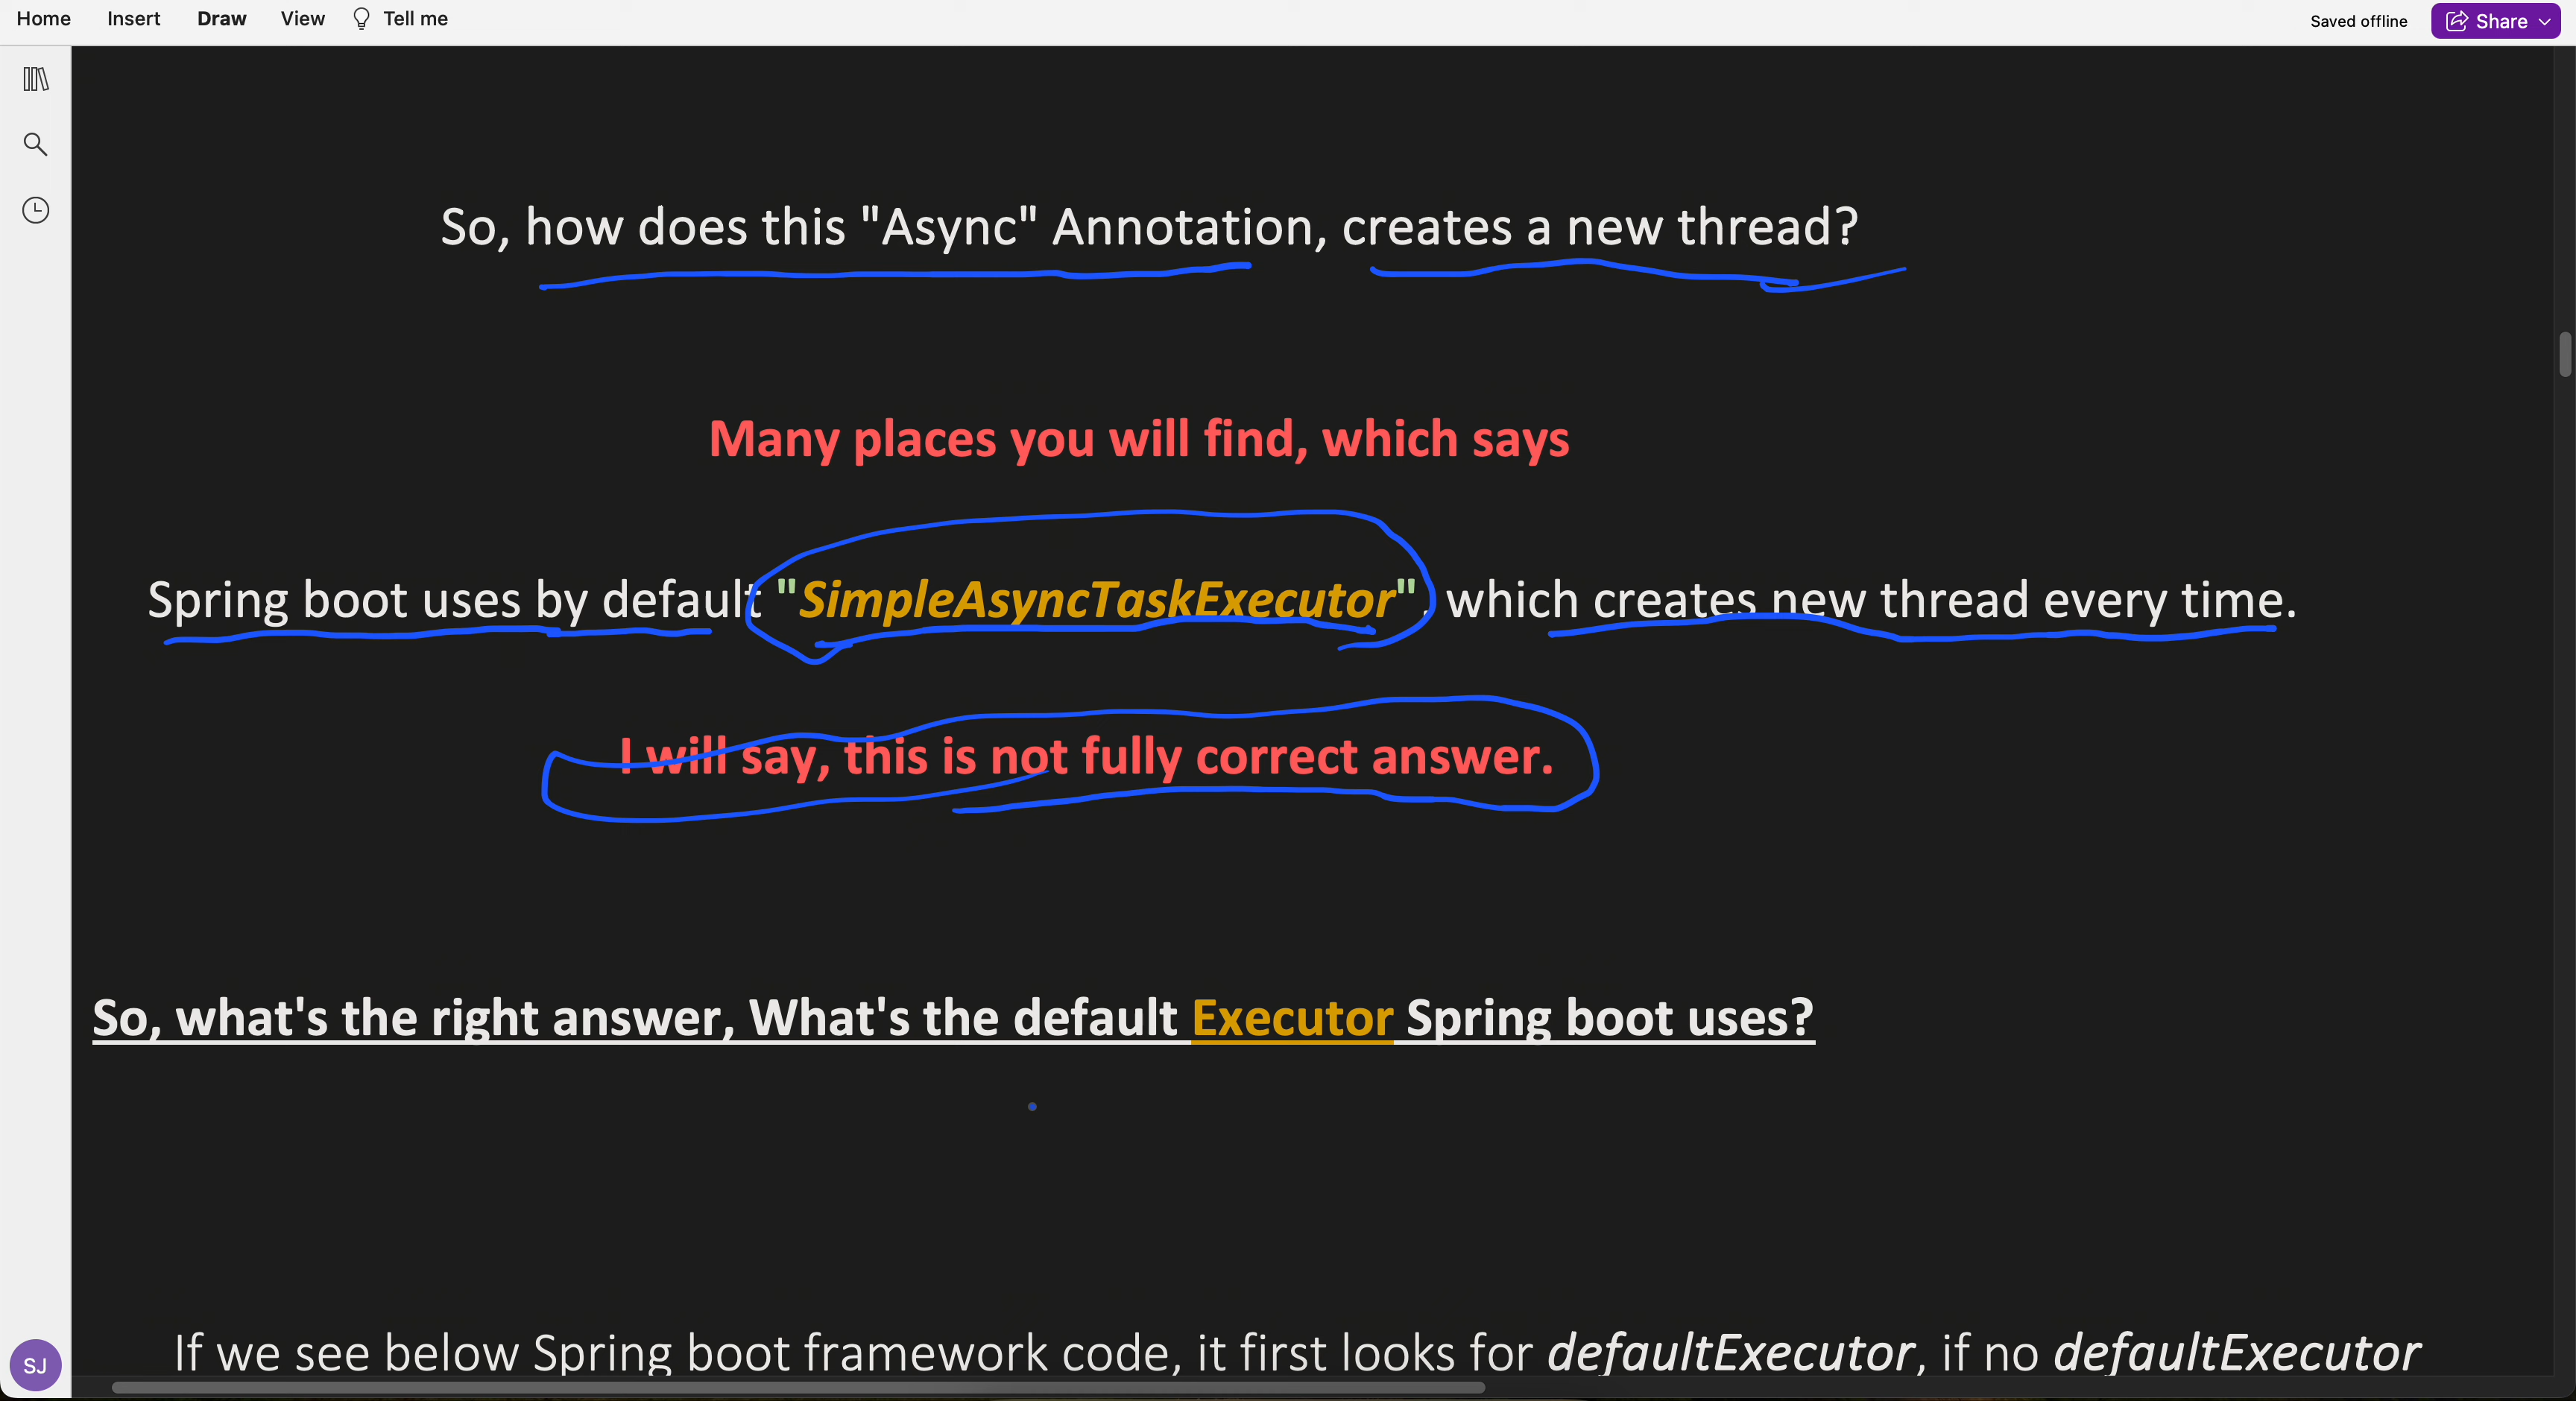 Home Insert Draw View Tell me Saved offline Share
So, how does this "Async" Annotation, creates a new thread?
Many places you will find, which says
Spring boot uses by default "SimpleAsyncTaskExecutor", which creates new thread every time.
I will say, this is not fully correct answer.
So, what's the right answer, What's the default Executor Spring boot uses?
If we see below Spring boot framework code, it first looks for defaultExecutor, if no defaultExecutor
SJ